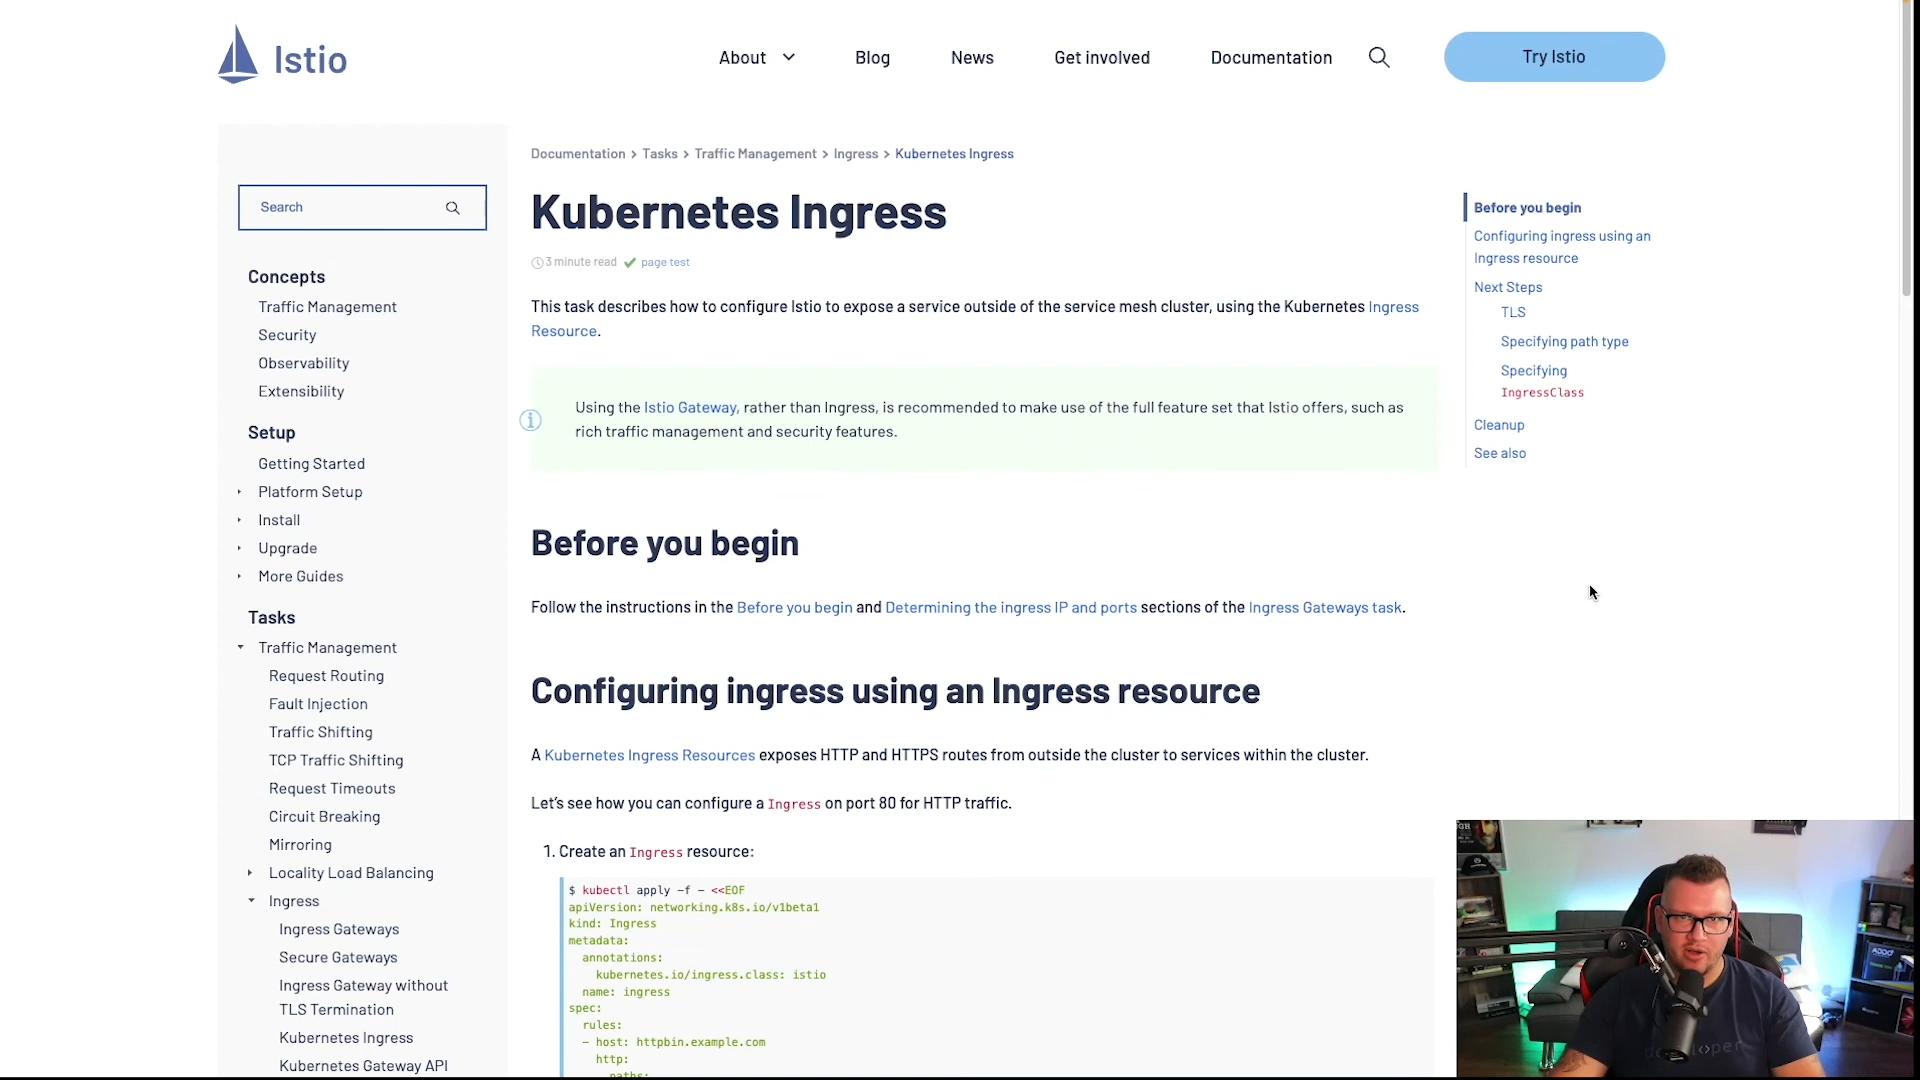 Istio
About
Blog
News
Get involved
Documentation
Try Istio
Search
Concepts
Traffic Management
Security
Observability
Extensibility
Setup
Getting Started
Platform Setup
Install
Upgrade
More Guides
Tasks
Traffic Management
Request Routing
Fault Injection
Traffic Shifting
TCP Traffic Shifting
Request Timeouts
Circuit Breaking
Mirroring
Locality Load Balancing
Ingress
Ingress Gateways
Secure Gateways
Ingress Gateway without
TLS Termination
Kubernetes Ingress
Kubernetes Gateway API
Documentation > Tasks > Traffic Management > Ingress > Kubernetes Ingress
Kubernetes Ingress
3 minute read page test
This task describes how to configure Istio to expose a service outside of the service mesh cluster, using the Kubernetes Ingress
Resource.
Using the Istio Gateway, rather than Ingress, is recommended to make use of the full feature set that Istio offers, such as
rich traffic management and security features.
Before you begin
Follow the instructions in the Before you begin and Determining the ingress IP and ports sections of the Ingress Gateways task.
Configuring ingress using an Ingress resource
A Kubernetes Ingress Resources exposes HTTP and HTTPS routes from outside the cluster to services within the cluster.
Let's see how you can configure a Ingress on port 80 for HTTP traffic.
1. Create an Ingress resource:
$ kubectl apply -f - <<EOF
apiVersion: networking.k8s.io/v1beta1
kind: Ingress
metadata:
annotations:
kubernetes.io/ingress.class: istio
name: ingress
spec:
rules:
- host: httpbin.example.com
http:
paths:
Before you begin
Configuring ingress using an
Ingress resource
Next Steps
TLS
Specifying path type
Specifying
IngressClass
Cleanup
See also